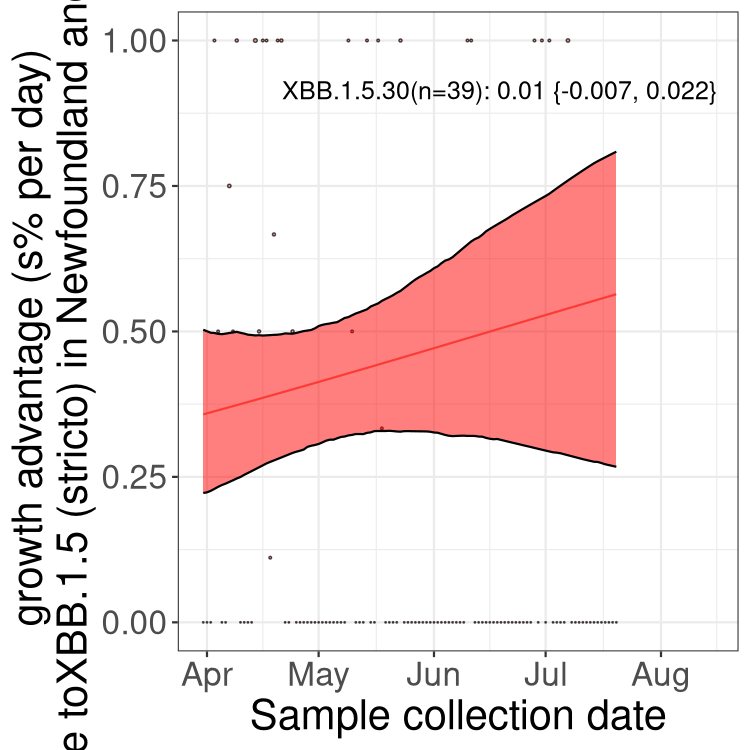 growth advantage (s% per day)
e toXBB.1.5 (stricto) in Newfoundland and
1.00
0.75
0.50
0.25
0.00
XBB.1.5.30(n=39): 0.01 {-0.007, 0.022}
Apr May Jun Jul Aug
Sample collection date